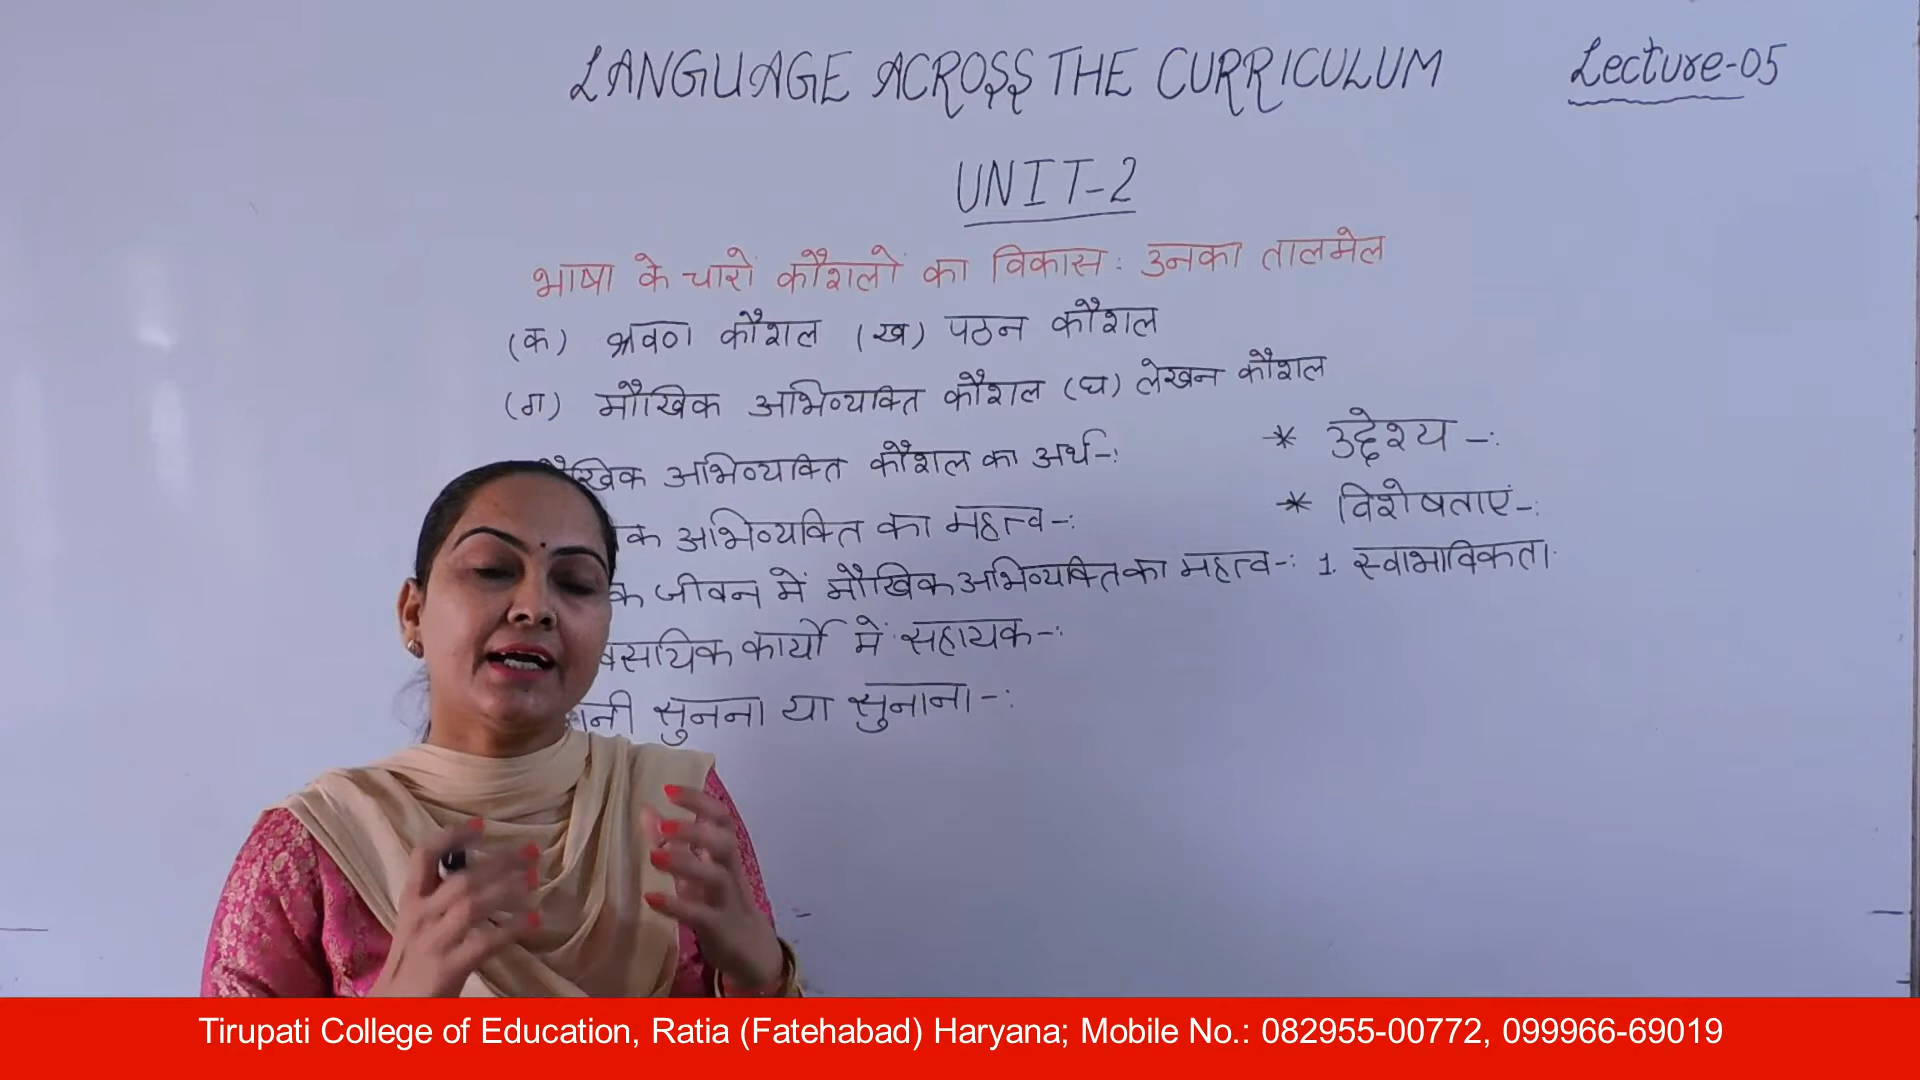 LANGUAGE ACROSS THE CURRICULUM
Lecture-05
UNIT-2
भाषा के चारों कौशलों का विकास: उनका तालमेल
(क) श्रवण कौशल (ख) पठन कौशल
(ग) मौखिक अभिव्यक्ति कौशल (घ) लेखन कौशल
अभिव्यक्ति कौशल का अर्थ-:
अभिव्यक्ति का महत्व-:
जीवन में मौखिक अभिव्यक्ति का महत्व-:
कार्यो में सहायक-:
सुनना या सुनाना-:
* उद्देश्य-:
* विशेषताएं-:
1. स्वाभाविकता
Tirupati College of Education, Ratia (Fatehabad) Haryana; Mobile No.: 082955-00772, 099966-69019